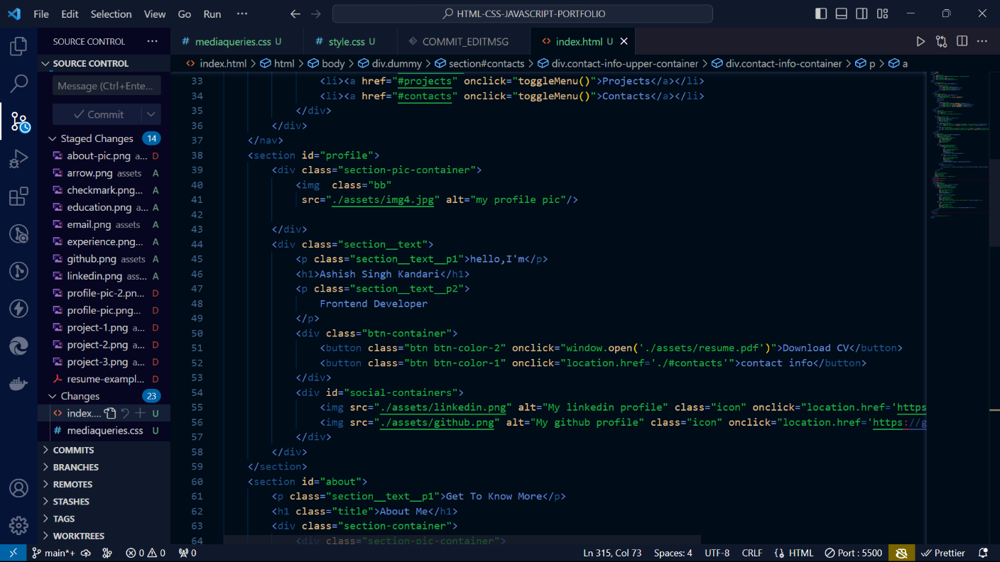 File Edit Selection View Go Run ··· HTML-CSS-JAVASCRIPT-PORTFOLIO
SOURCE CONTROL ···
# mediaqueries.css U # style.css U COMMIT_EDITMSG <> index.html U
<> index.html > html > body > div.dummy > section#contacts > div.contact-info-upper-container > div.contact-info-container > p > a
SOURCE CONTROL
Message (Ctrl+Ente...
Commit
Staged Changes 14
about-pic.png a... D
arrow.png assets A
checkmark.png... A
education.png a... A
email.png assets A
experience.png... A
github.png assets A
linkedin.png ass... A
profile-pic-2.pn... D
profile-pic.png... D
project-1.png a... D
project-2.png a... D
project-3.png a... D
resume-exampl... D
Changes 23
<> index.... U
# mediaqueries.css U
COMMITS
BRANCHES
REMOTES
STASHES
TAGS
WORKTREES
33 <li><a href="#projects" onclick="toggleMenu()">Projects</a></li>
34 <li><a href="#contacts" onclick="toggleMenu()">Contacts</a></li>
35 </div>
36 </div>
37 </nav>
38 <section id="profile">
39 <div class="section-pic-container">
40 <img  class="bb"
41 src="./assets/img4.jpg" alt="my profile pic"/>
42
43 </div>
44 <div class="section__text">
45 <p class="section__text__p1">hello,I'm</p>
46 <h1>Ashish Singh Kandari</h1>
47 <p class="section__text__p2">
48 Frontend Developer
49 </p>
50 <div class="btn-container">
51 <button class="btn btn-color-2" onclick="window.open('./assets/resume.pdf')">Download CV</button>
52 <button class="btn btn-color-1" onclick="location.href='./#contacts'">contact info</button>
53 </div>
54 <div id="social-containers">
55 <img src="./assets/linkedin.png" alt="My linkedin profile" class="icon" onclick="location.href='https
56 <img src="./assets/github.png" alt="My github profile" class="icon" onclick="location.href='https://g
57 </div>
58 </div>
59 </section>
60 <section id="about">
61 <p class="section__text__p1">Get To Know More</p>
62 <h1 class="title">About Me</h1>
63 <div class="section-container">
64 <div class="section-pic-container">
main*+ 0 0 0 Ln 315, Col 73 Spaces: 4 UTF-8 CRLF HTML Port : 5500 Prettier